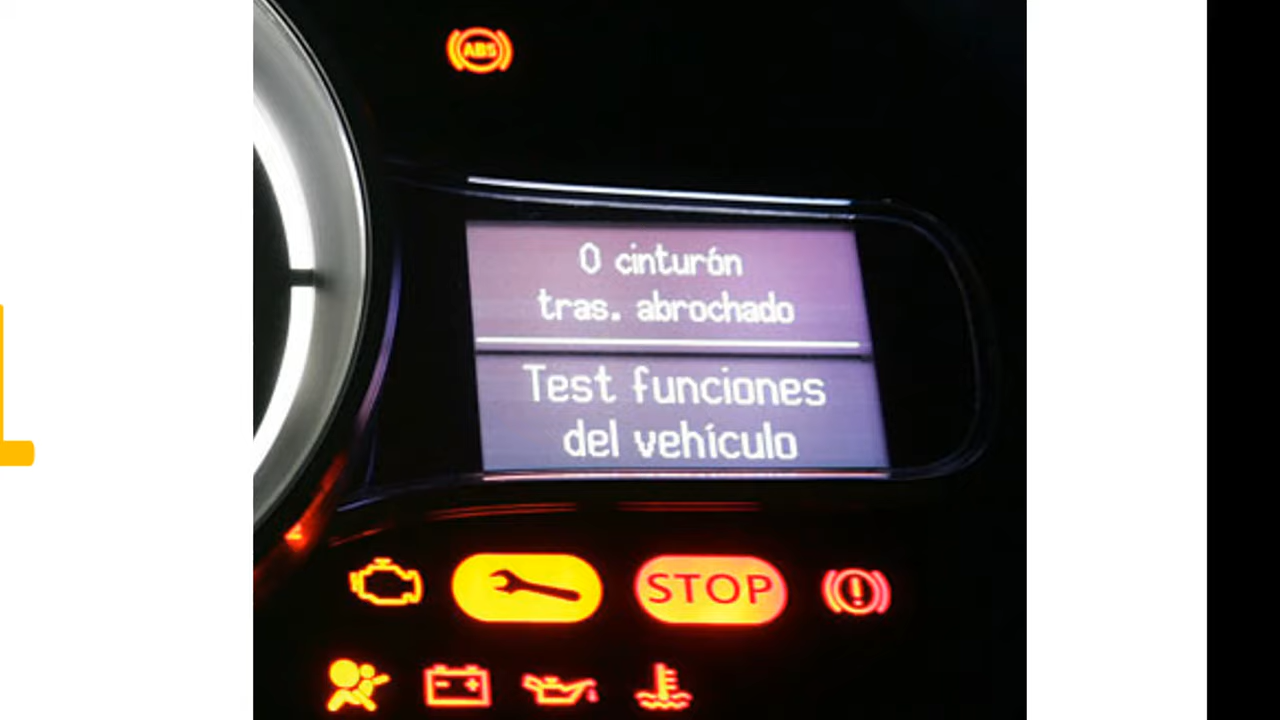 ABS
0 cinturón
tras. abrochado
Test funciones
del vehículo
STOP